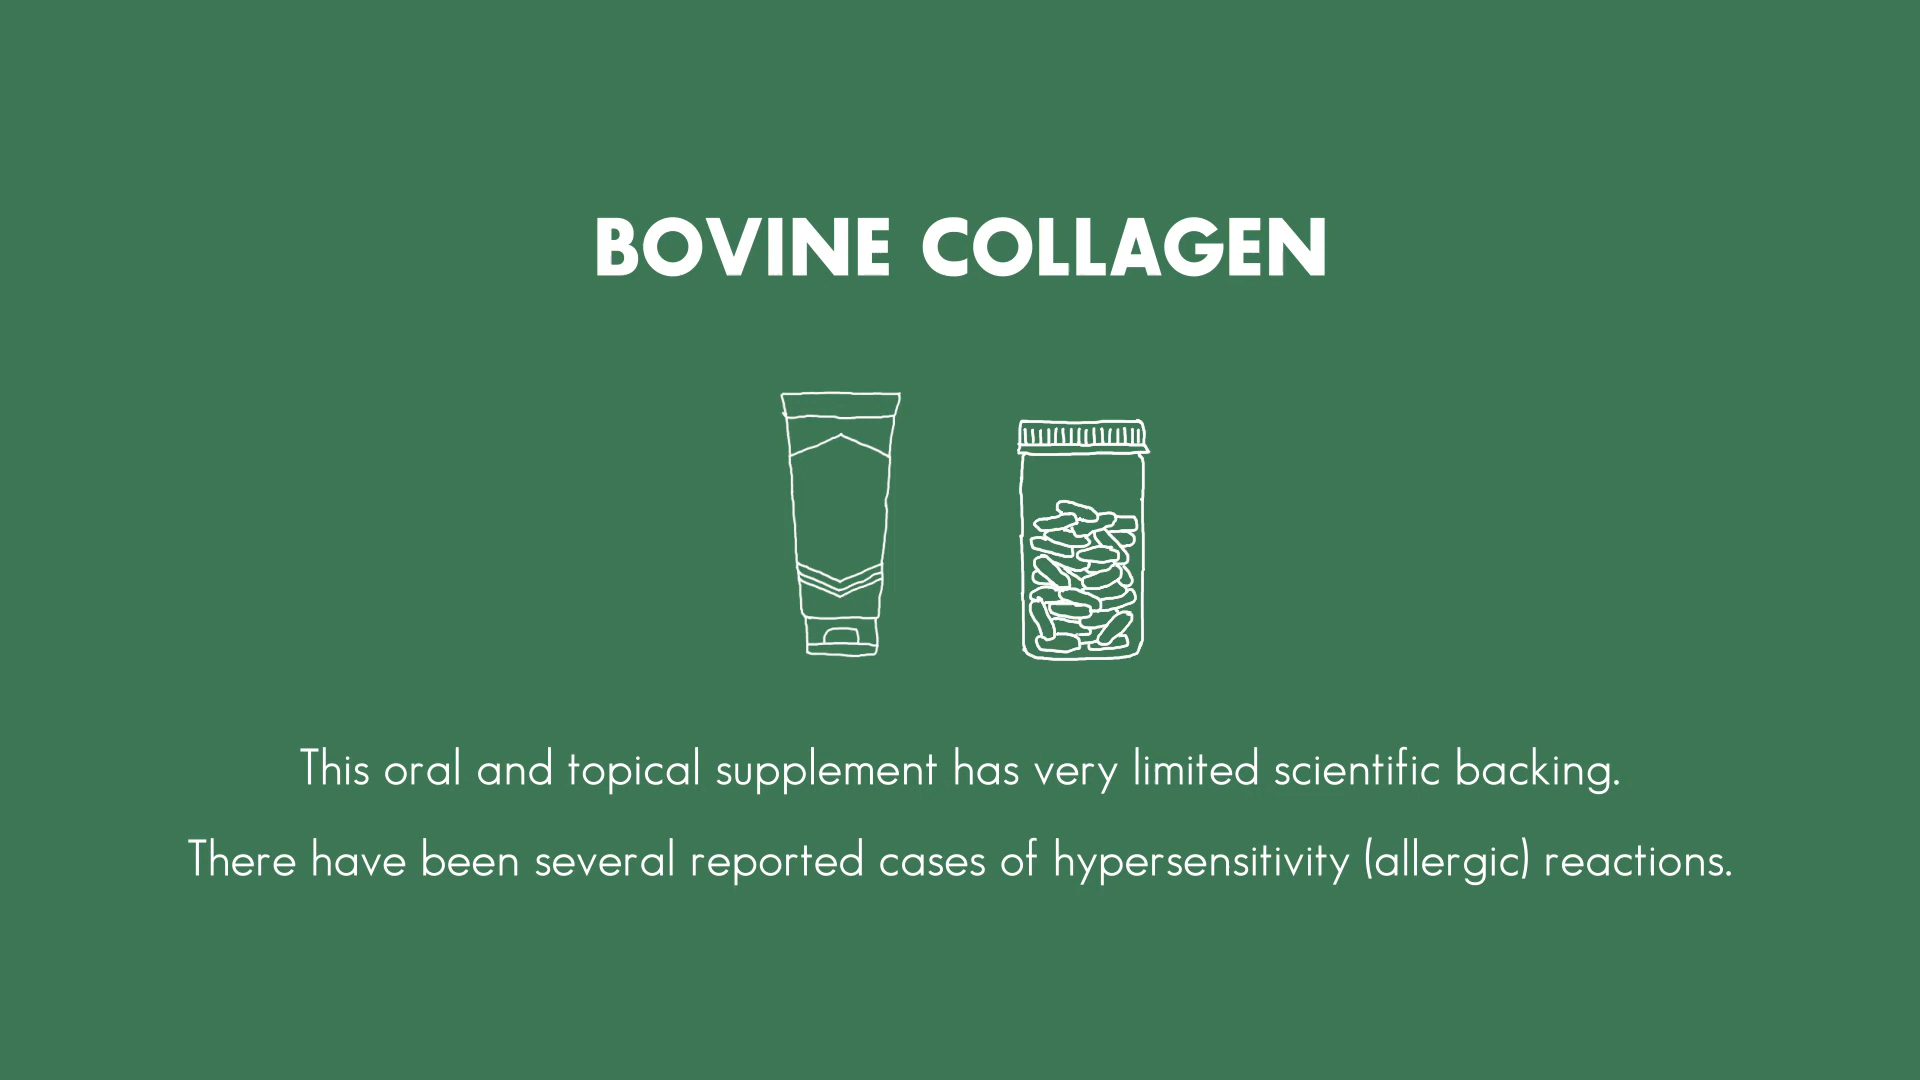 BOVINE COLLAGEN
This oral and topical supplement has very limited scientific backing.
There have been several reported cases of hypersensitivity (allergic) reactions.